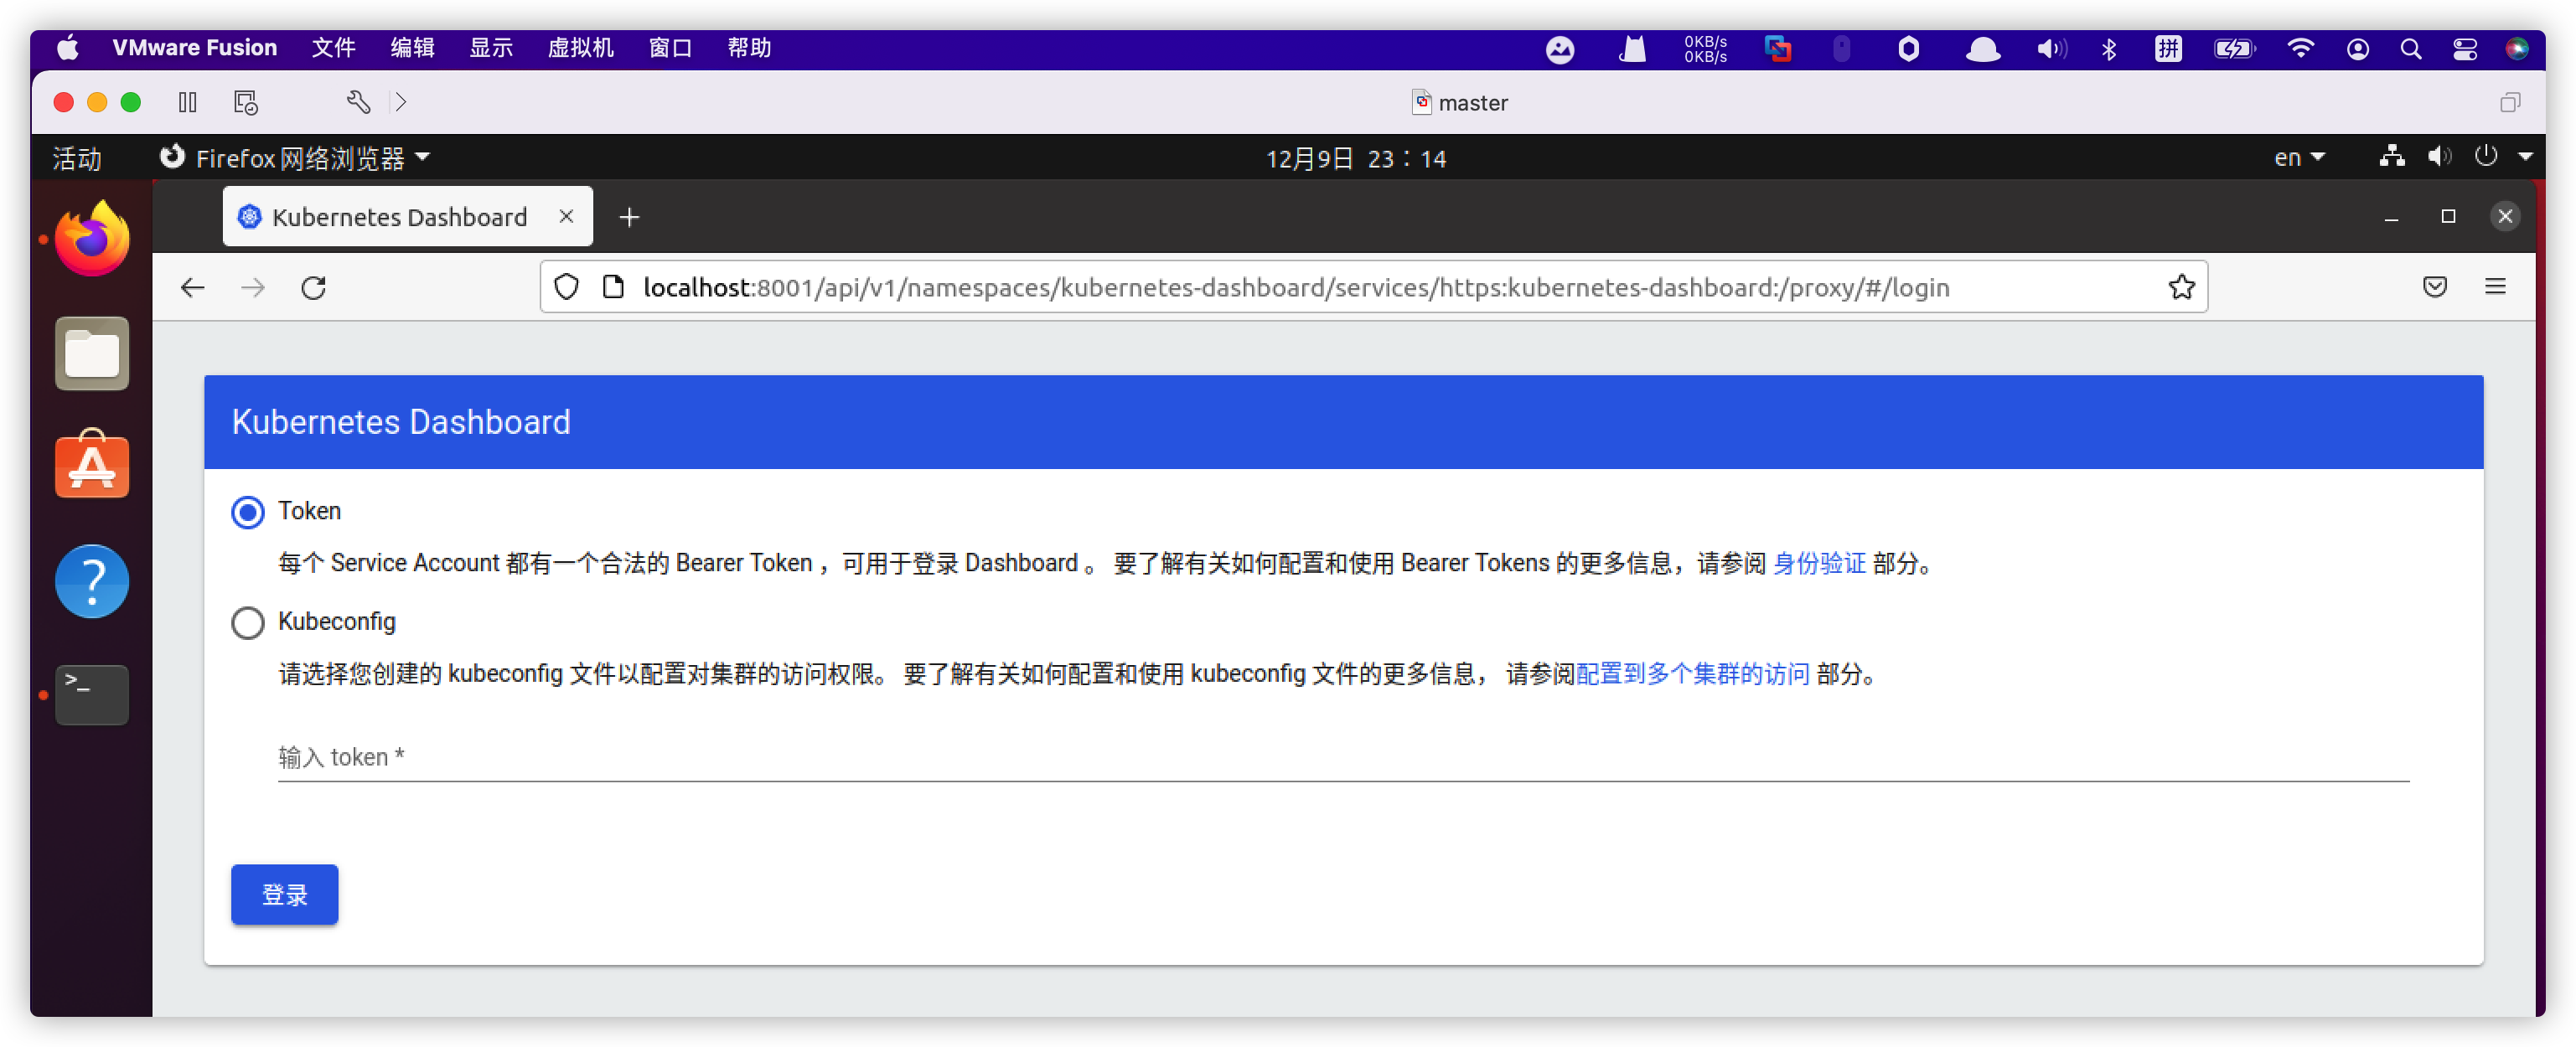 VMware Fusion 文件 编辑 显示 虚拟机 窗口 帮助 0KB/s 拼
0KB/s
master
活动 Firefox 网络浏览器 12月9日 23：14 en
Kubernetes Dashboard
localhost:8001/api/v1/namespaces/kubernetes-dashboard/services/https:kubernetes-dashboard:/proxy/#/login
Kubernetes Dashboard
Token
每个 Service Account 都有一个合法的 Bearer Token ，可用于登录 Dashboard 。 要了解有关如何配置和使用 Bearer Tokens 的更多信息，请参阅 身份验证 部分。
Kubeconfig
请选择您创建的 kubeconfig 文件以配置对集群的访问权限。 要了解有关如何配置和使用 kubeconfig 文件的更多信息， 请参阅配置到多个集群的访问 部分。
输入 token *
登录